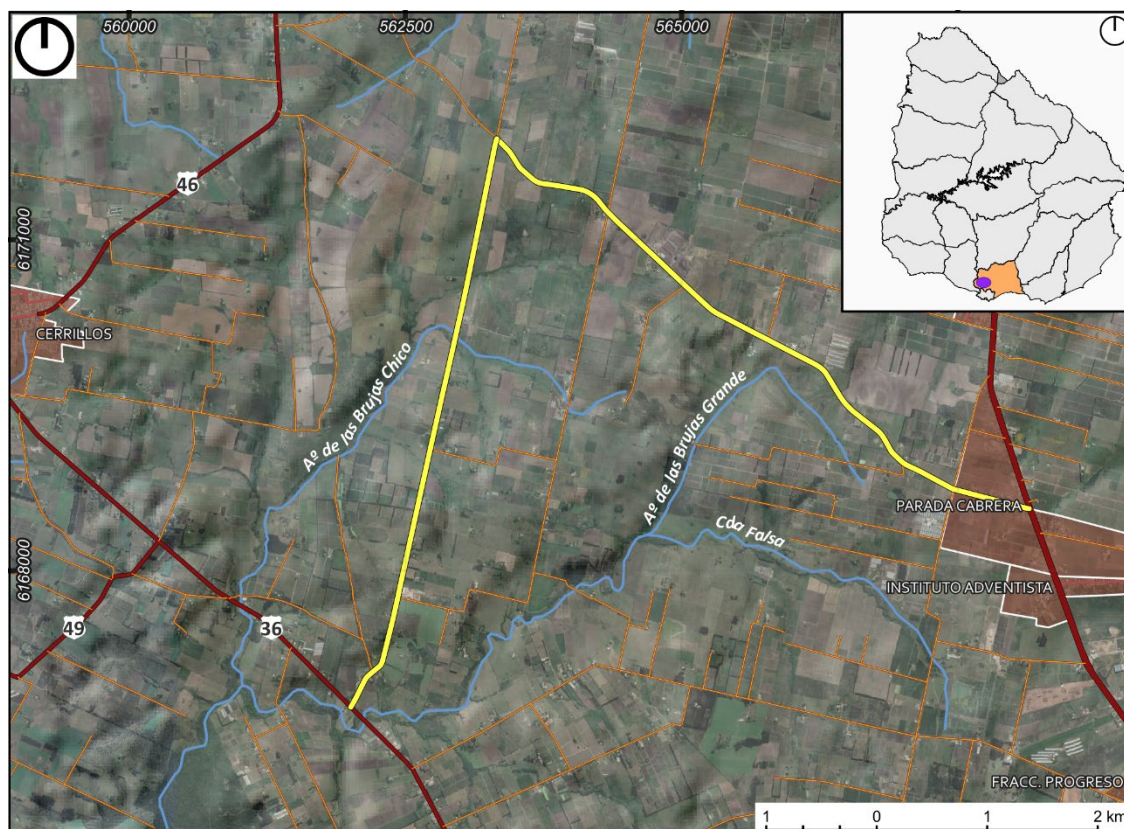 560000
562500
565000
6171000
46
CERRILLOS
Aº de las Brujas Chico
Aº de las Brujas Grande
PARADA CABRERA
Cda Falsa
6168000
INSTITUTO ADVENTISTA
49
36
FRACC. PROGRESO
1 0 1 2 km